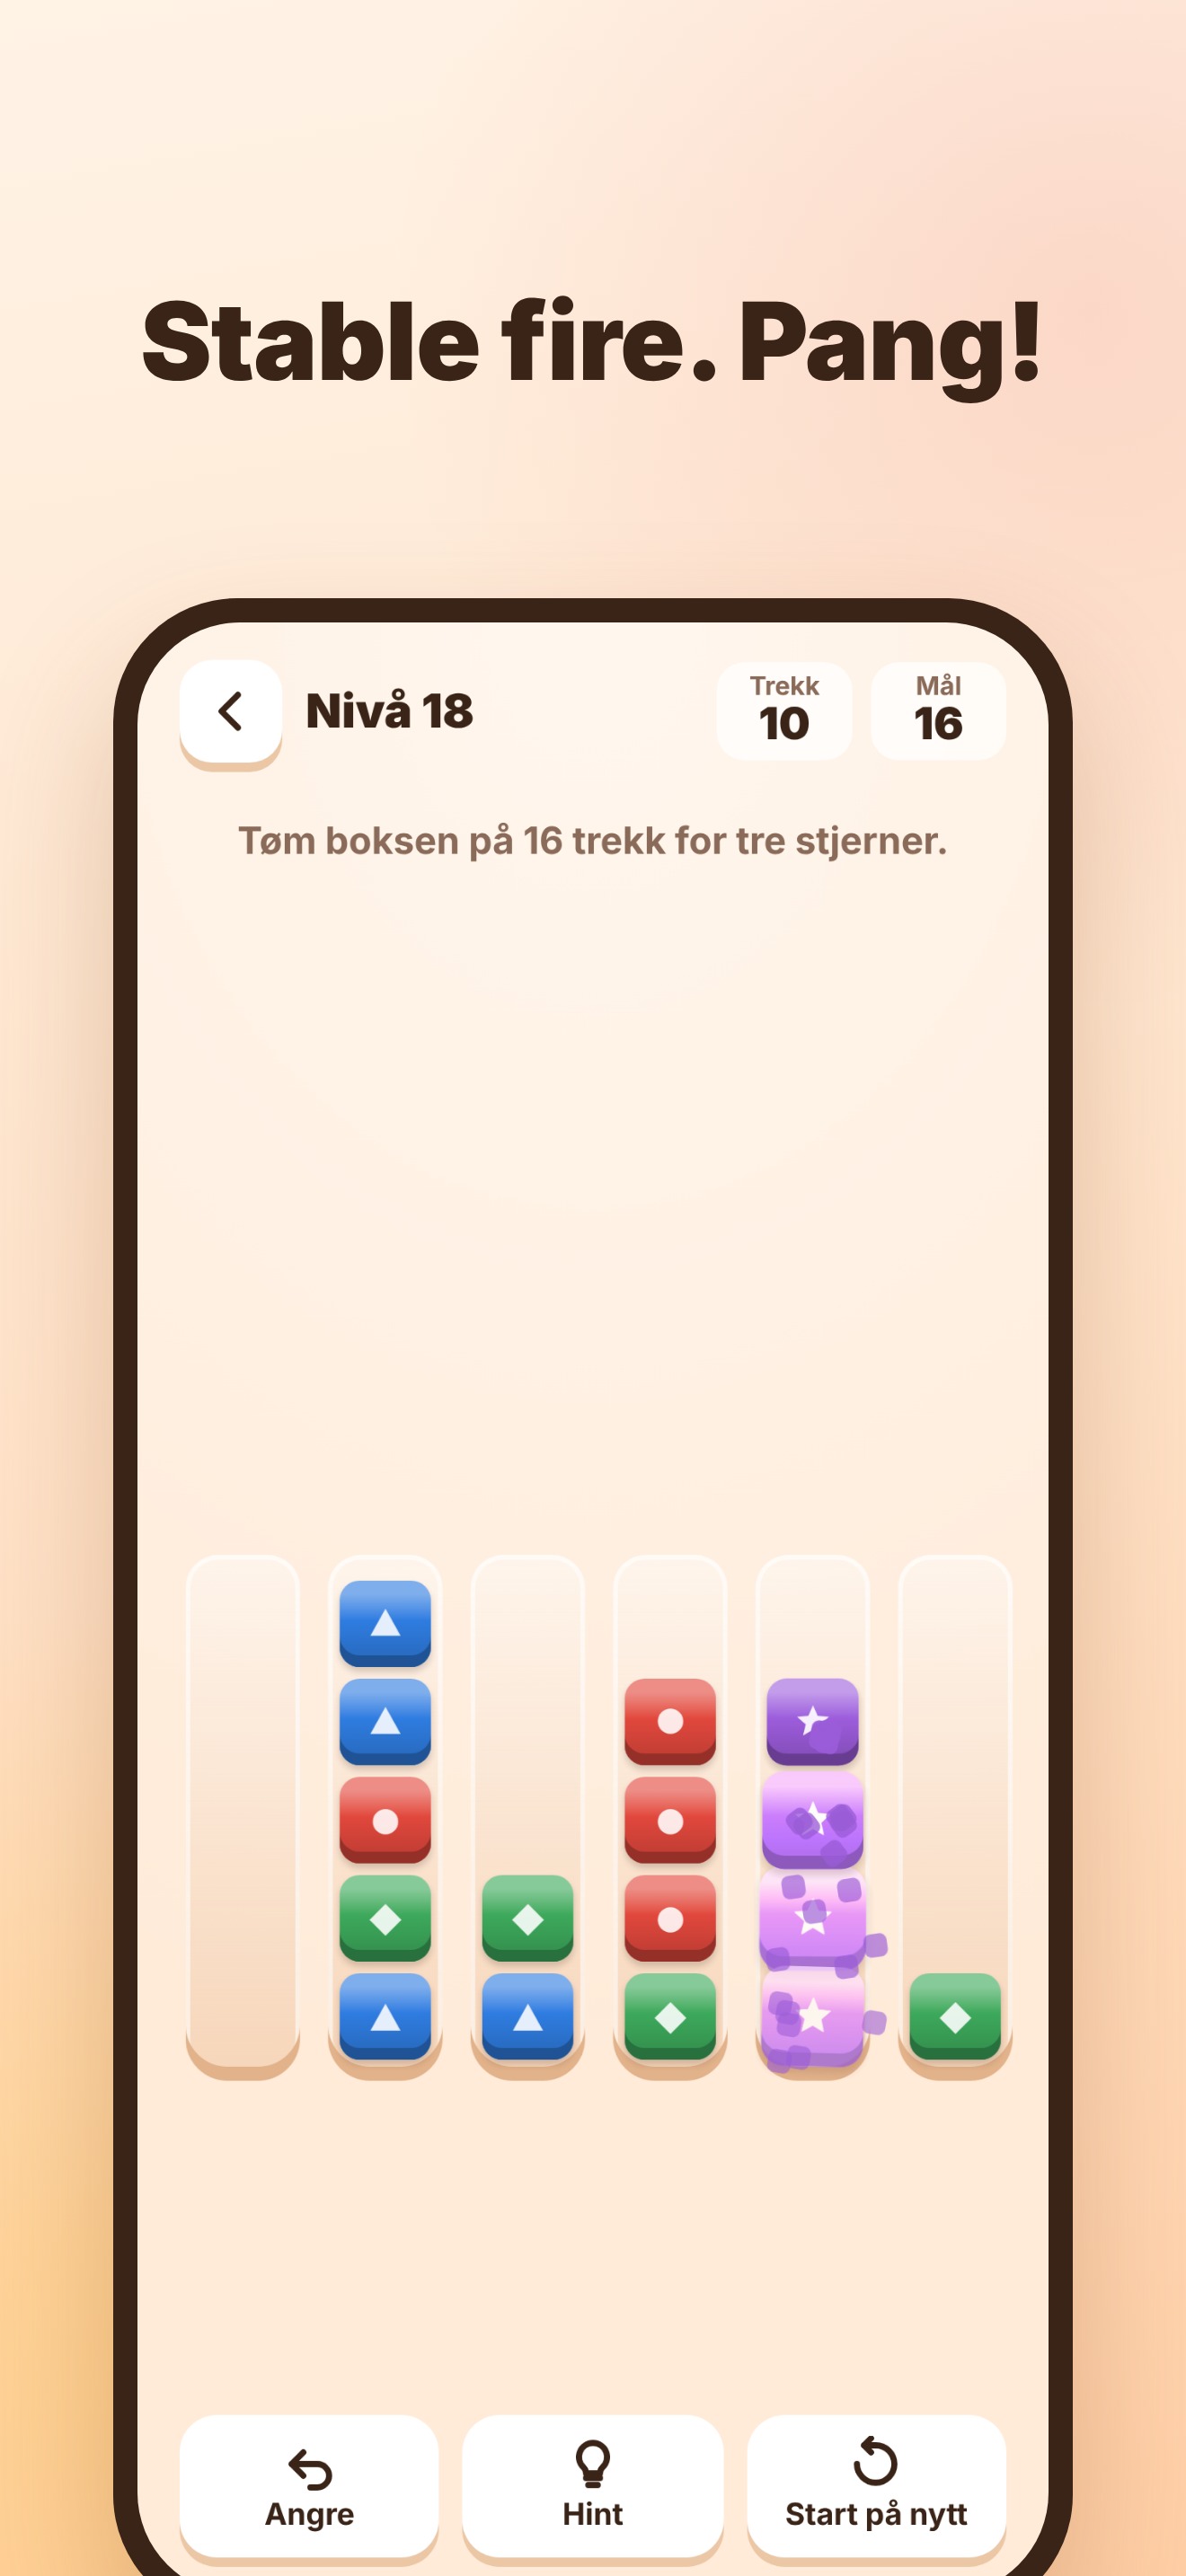 Stable fire. Pang!
Nivå 18
Trekk
10
Mål
16
Tøm boksen på 16 trekk for tre stjerner.
Angre
Hint
Start på nytt